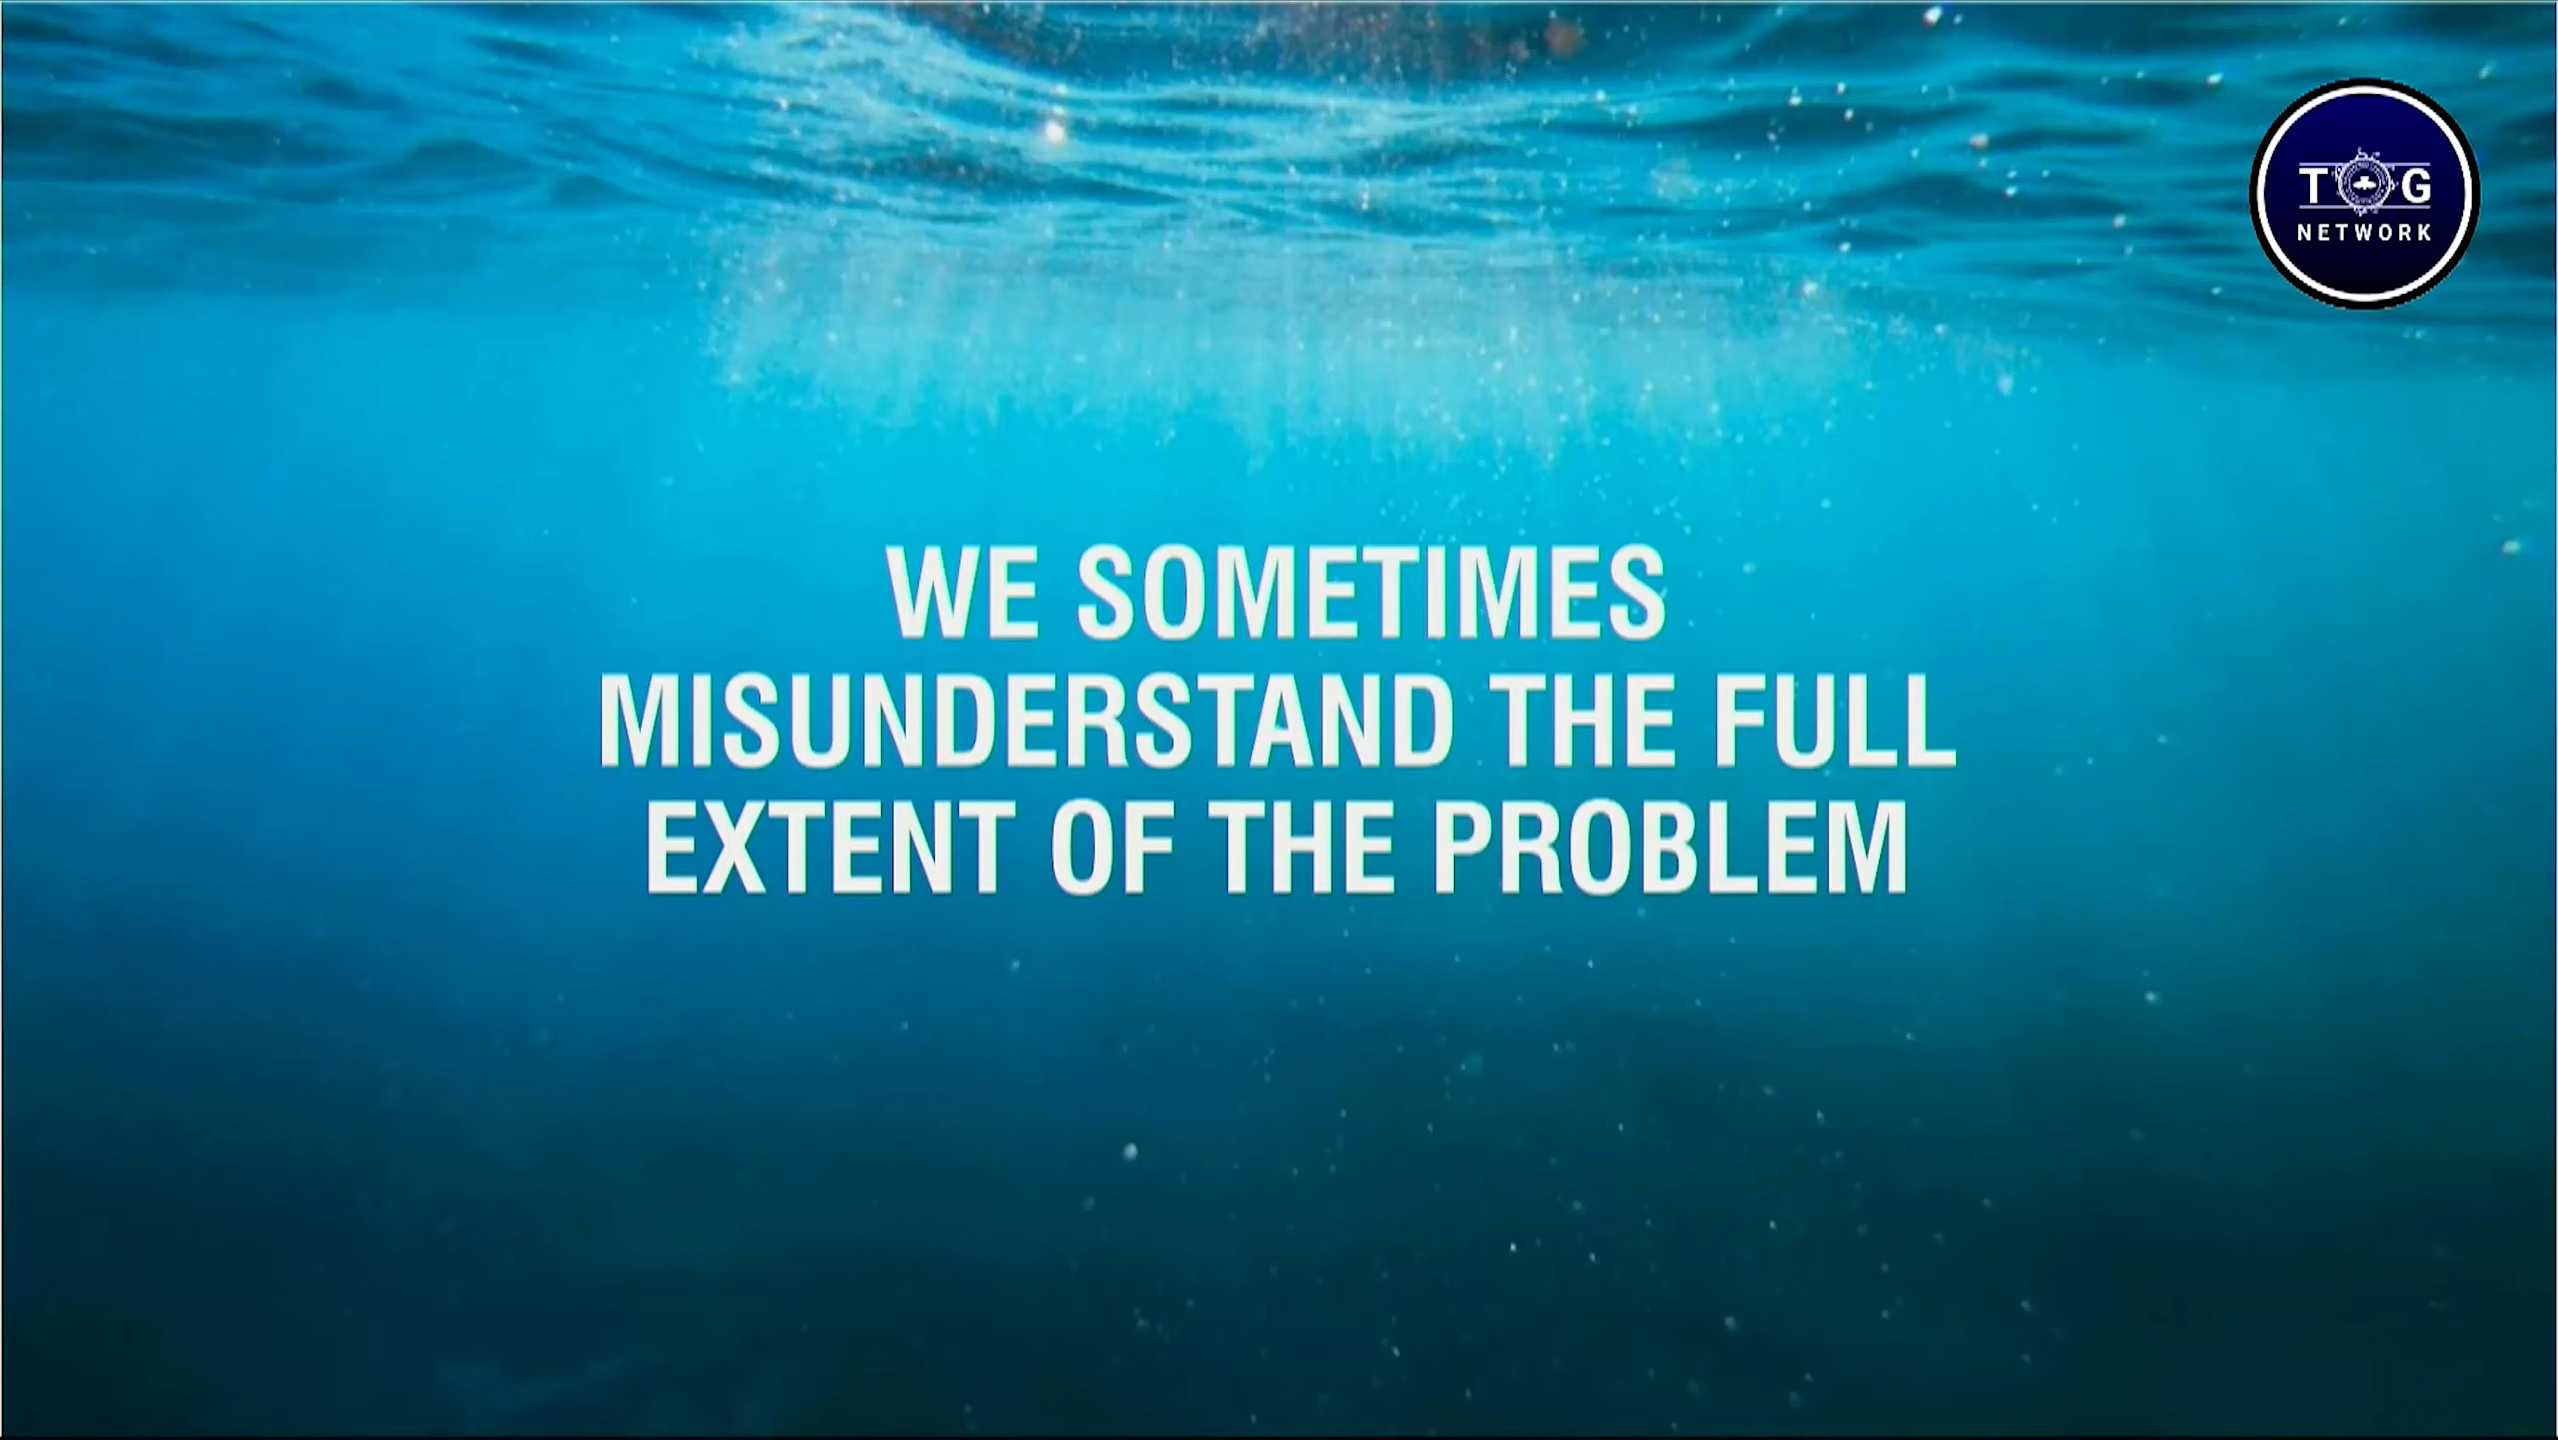 T G
NETWORK
WE SOMETIMES
MISUNDERSTAND THE FULL
EXTENT OF THE PROBLEM